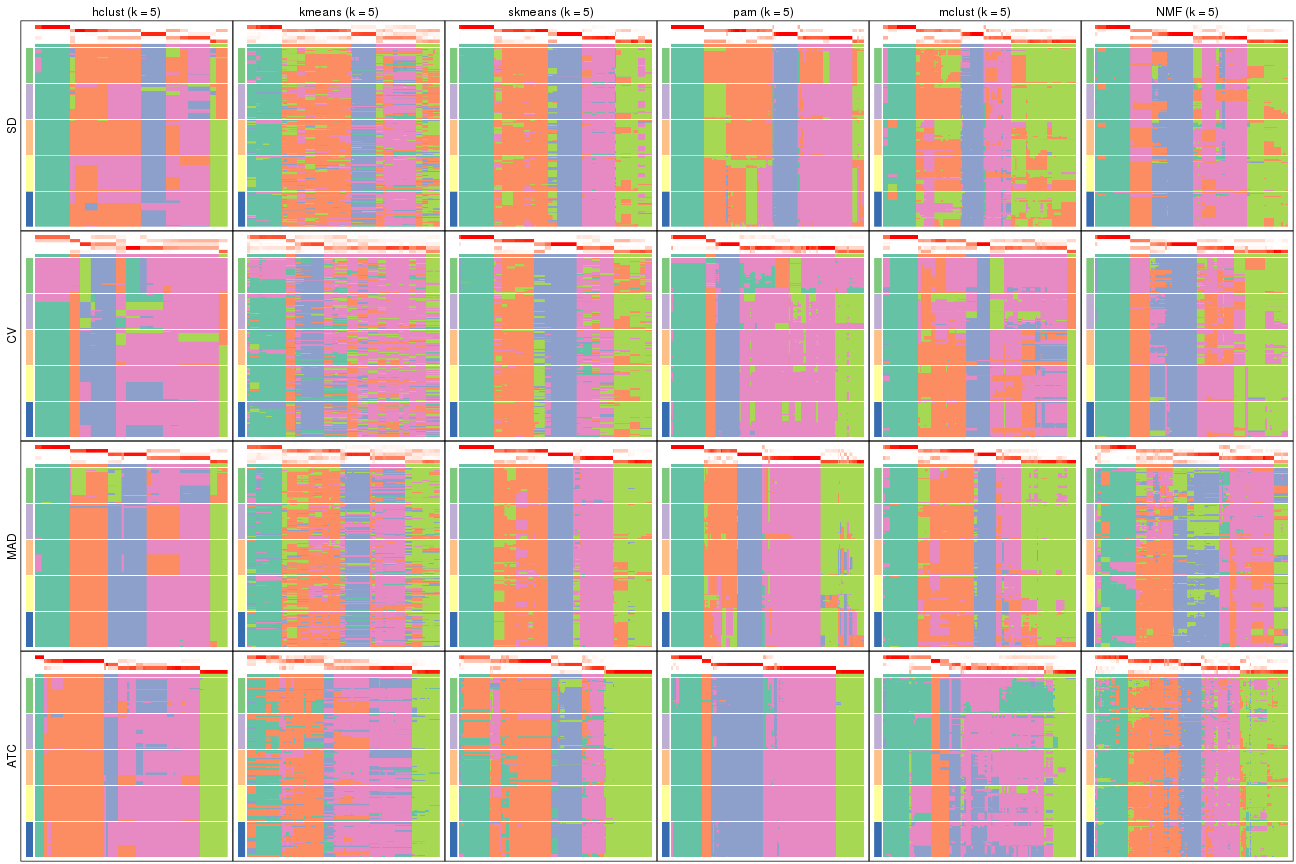 hclust (k = 5) kmeans (k = 5) skmeans (k = 5) pam (k = 5) mclust (k = 5) NMF (k = 5)
SD
CV
MAD
ATC